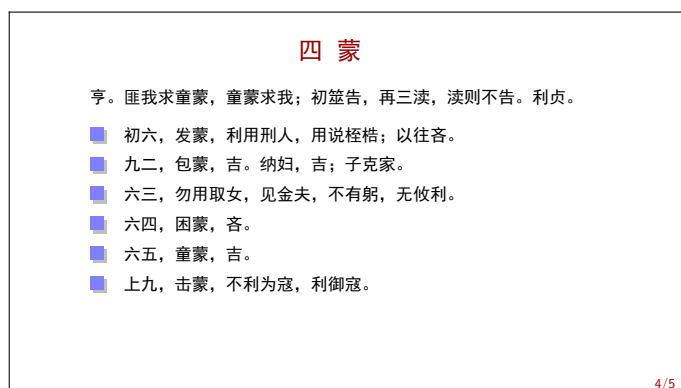 四 蒙
亨。匪我求童蒙，童蒙求我；初筮告，再三渎，渎则不告。利贞。
初六，发蒙，利用刑人，用说桎梏；以往吝。
九二，包蒙，吉。纳妇，吉；子克家。
六三，勿用取女，见金夫，不有躬，无攸利。
六四，困蒙，吝。
六五，童蒙，吉。
上九，击蒙，不利为寇，利御寇。
4/5